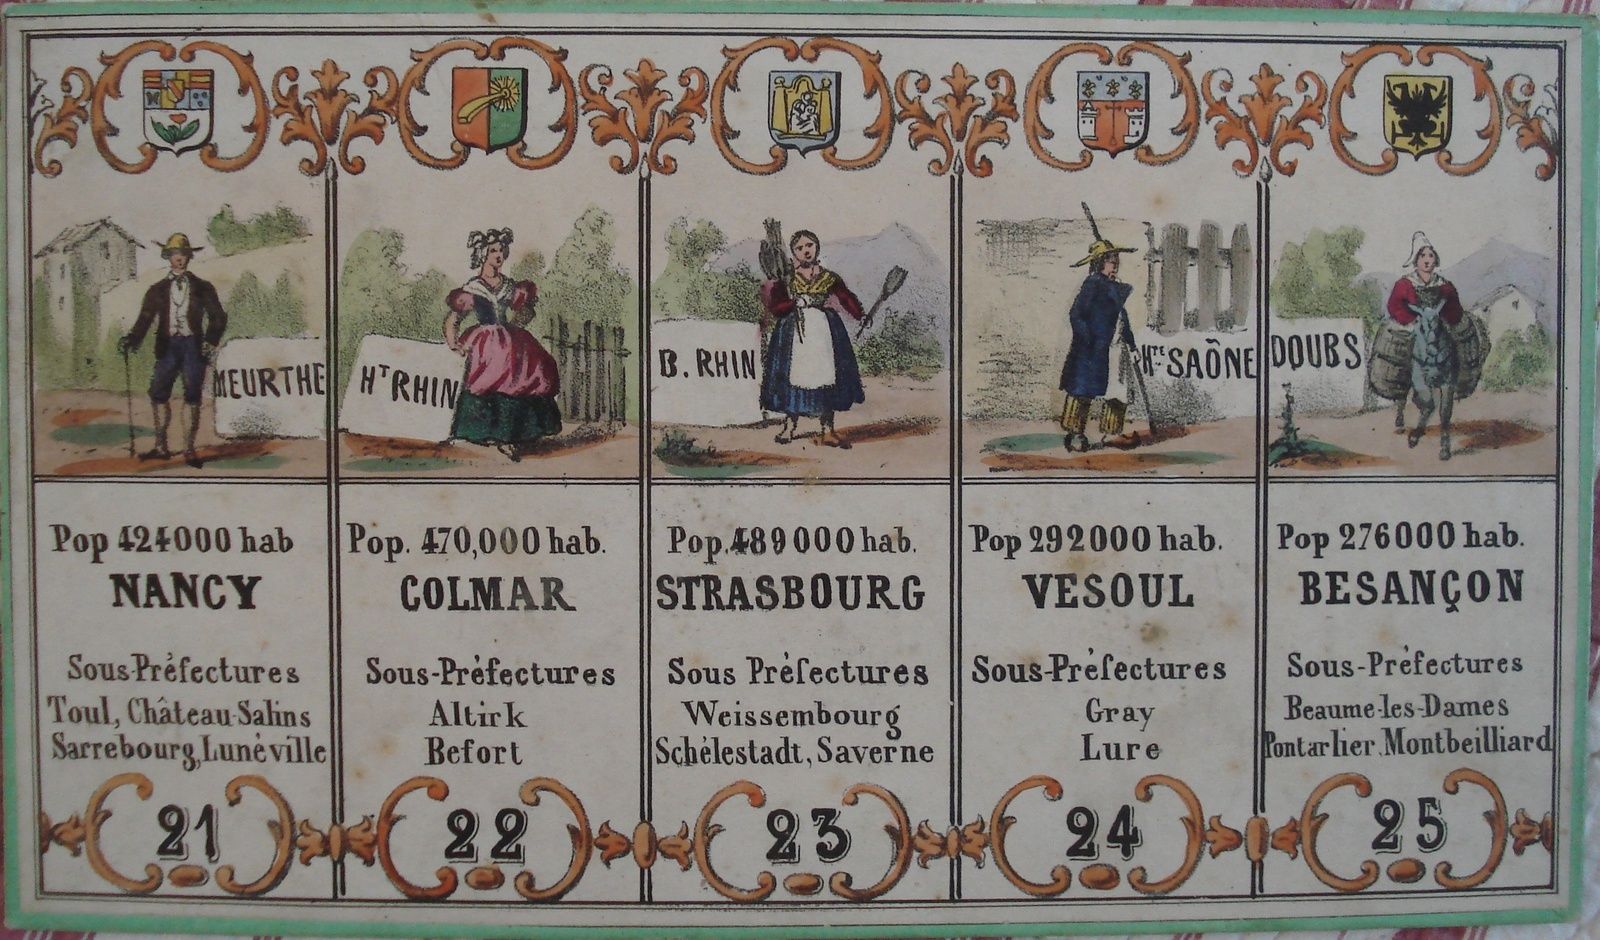 MEURTHE
Pop 424000 hab
NANCY
Sous-Préfectures
Toul, Château-Salins
Sarrebourg, Lunéville
21
HT RHIN
Pop. 470,000 hab.
COLMAR
Sous-Préfectures
Altirk
Befort
22
B. RHIN
Pop. 489000 hab.
STRASBOURG
Sous Préfectures
Weissembourg
Schélestadt, Saverne
23
HTE SAÔNE
Pop 292000 hab.
VESOUL
Sous-Préfectures
Gray
Lure
24
DOUBS
Pop 276000 hab.
BESANÇON
Sous-Préfectures
Beaume-les-Dames
Pontarlier, Montbeilliard
25